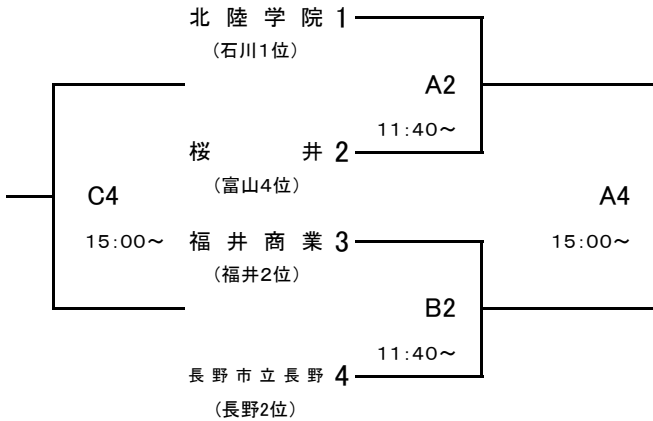 北陸学院 1
(石川1位)
A2
11:40～
桜井 2
(富山4位)
C4
A4
15:00～
福井商業 3
15:00～
(福井2位)
B2
11:40～
長野市立長野 4
(長野2位)